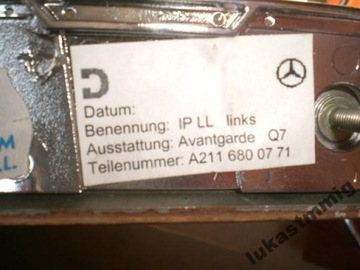 D
Datum:
Benennung: IP LL links
Ausstattung: Avantgarde Q7
Teilenummer: A211 680 07 71
M
.L.
lukastmmig